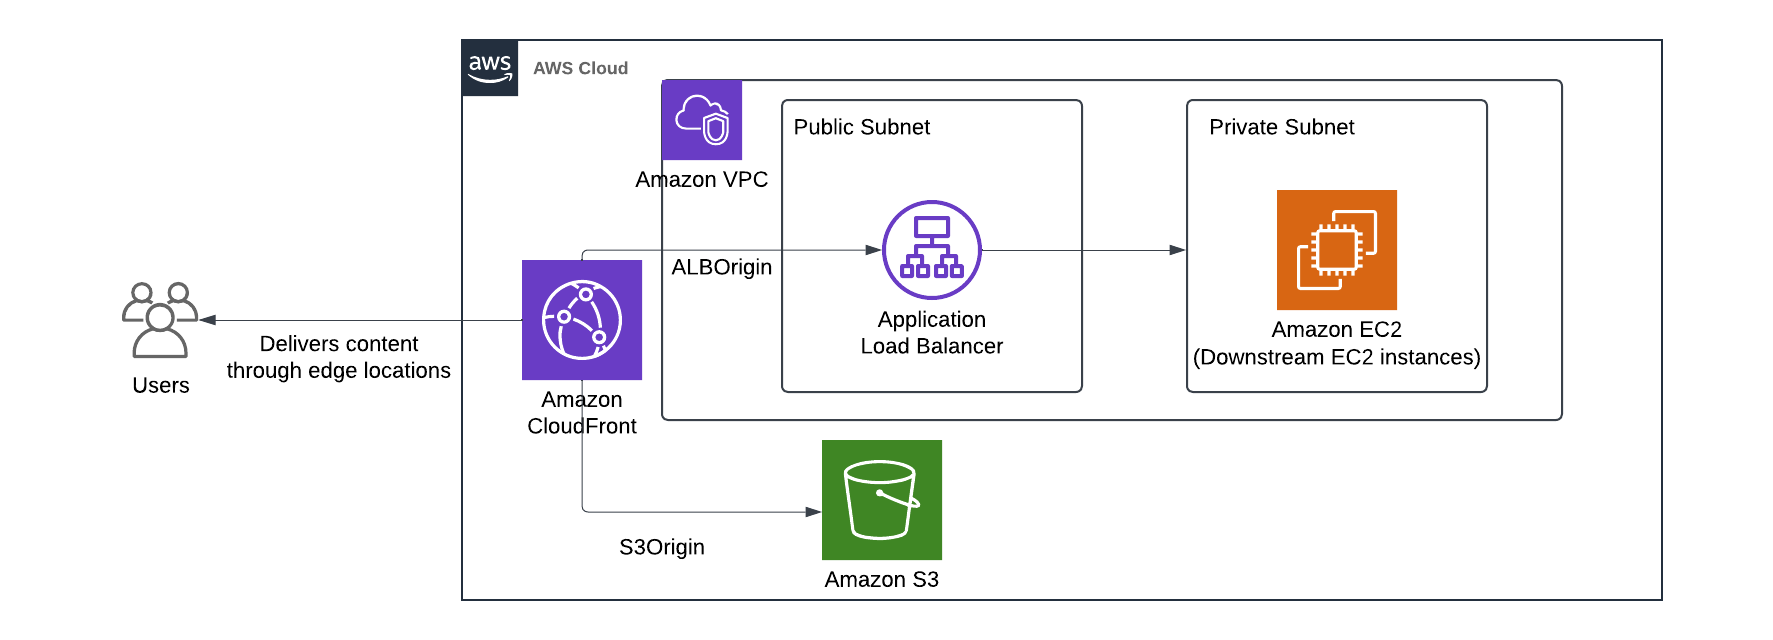 aws
AWS Cloud
Public Subnet
Private Subnet
Amazon VPC
ALBOrigin
Application
Load Balancer
Amazon EC2
(Downstream EC2 instances)
Delivers content
through edge locations
Users
Amazon
CloudFront
S3Origin
Amazon S3